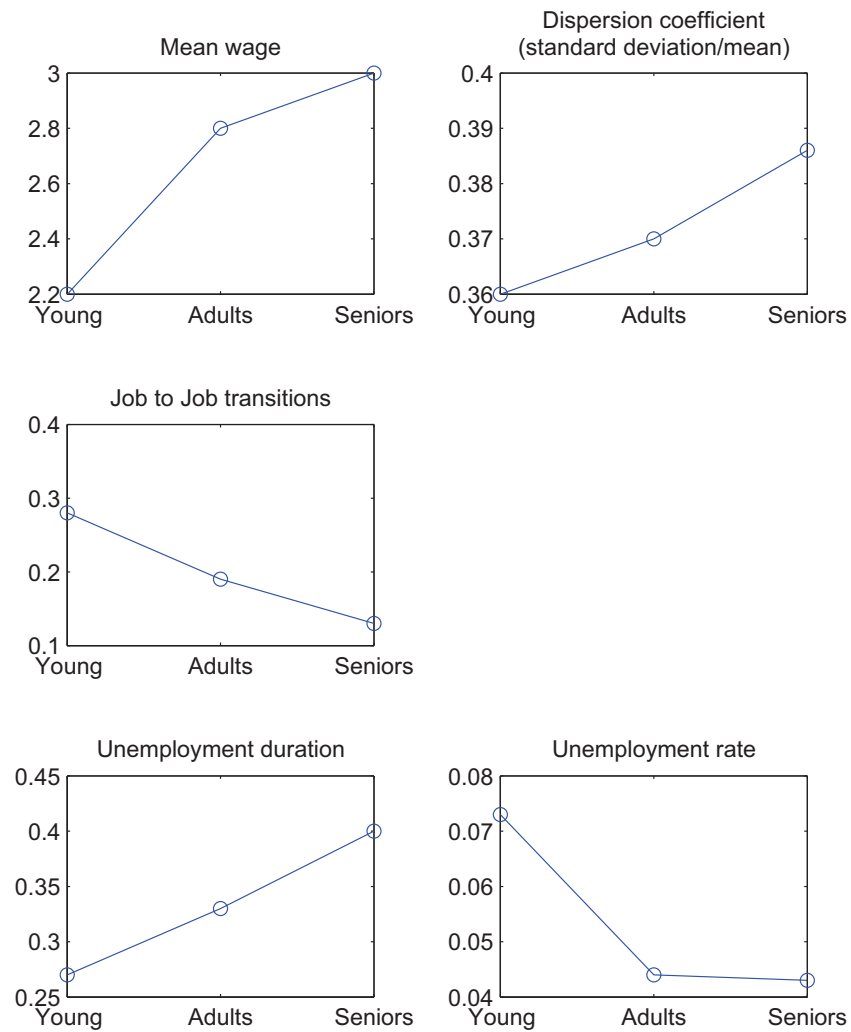 Mean wage
3
2.8
2.6
2.4
2.2
Young Adults Seniors
Dispersion coefficient
(standard deviation/mean)
0.4
0.39
0.38
0.37
0.36
Young Adults Seniors
Job to Job transitions
0.4
0.3
0.2
0.1
Young Adults Seniors
Unemployment duration
0.45
0.4
0.35
0.3
0.25
Young Adults Seniors
Unemployment rate
0.08
0.07
0.06
0.05
0.04
Young Adults Seniors